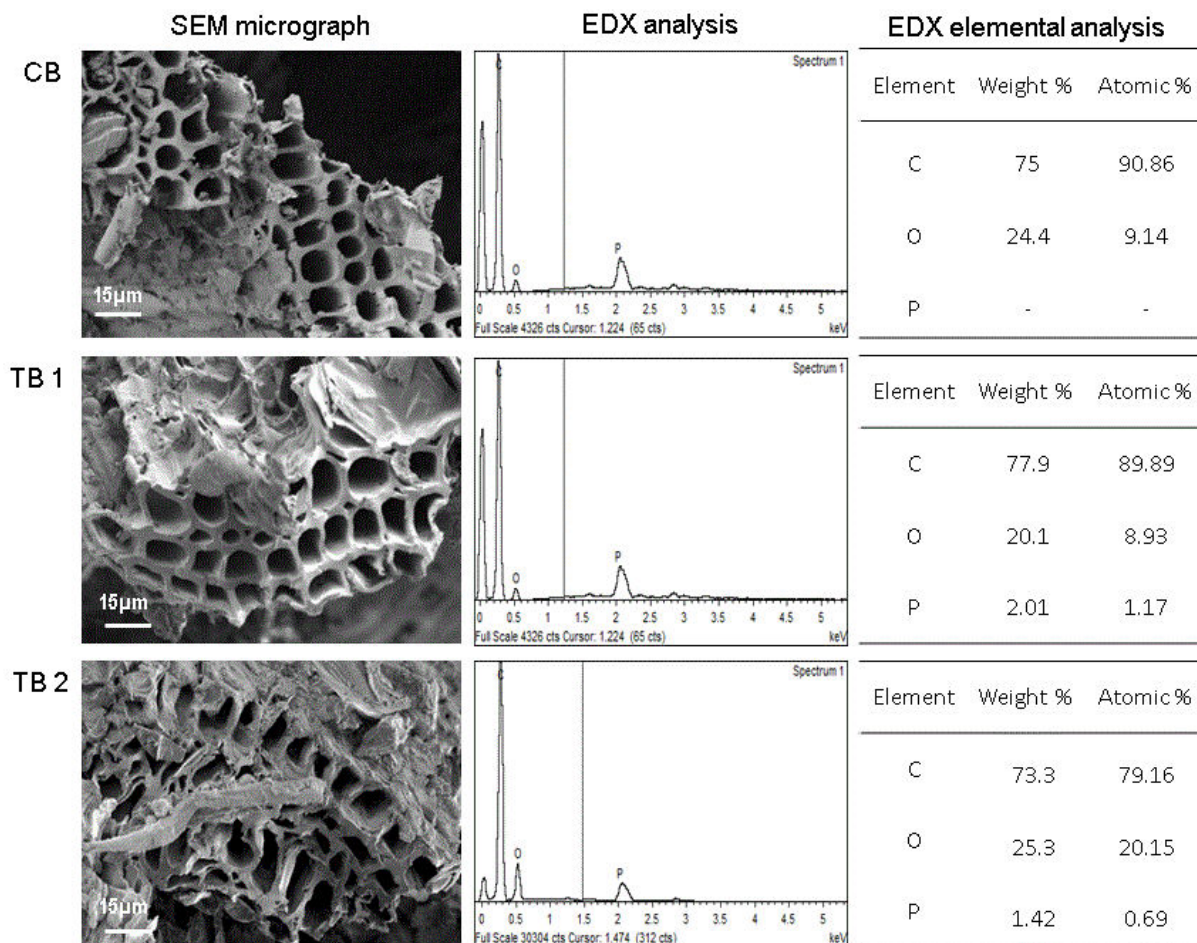 SEM micrograph EDX analysis EDX elemental analysis
CB
15µm
C
O
P
Spectrum 1
0 0.5 1 1.5 2 2.5 3 3.5 4 4.5 5
Full Scale 4326 cts Cursor: 1.224 (65 cts) keV
Element Weight % Atomic %
C 75 90.86
O 24.4 9.14
P - -
TB 1
15µm
C
O
P
Spectrum 1
0 0.5 1 1.5 2 2.5 3 3.5 4 4.5 5
Full Scale 4326 cts Cursor: 1.224 (65 cts) keV
Element Weight % Atomic %
C 77.9 89.89
O 20.1 8.93
P 2.01 1.17
TB 2
15µm
C
O
P
Spectrum 1
0 0.5 1 1.5 2 2.5 3 3.5 4 4.5 5
Full Scale 30304 cts Cursor: 1.474 (312 cts) keV
Element Weight % Atomic %
C 73.3 79.16
O 25.3 20.15
P 1.42 0.69